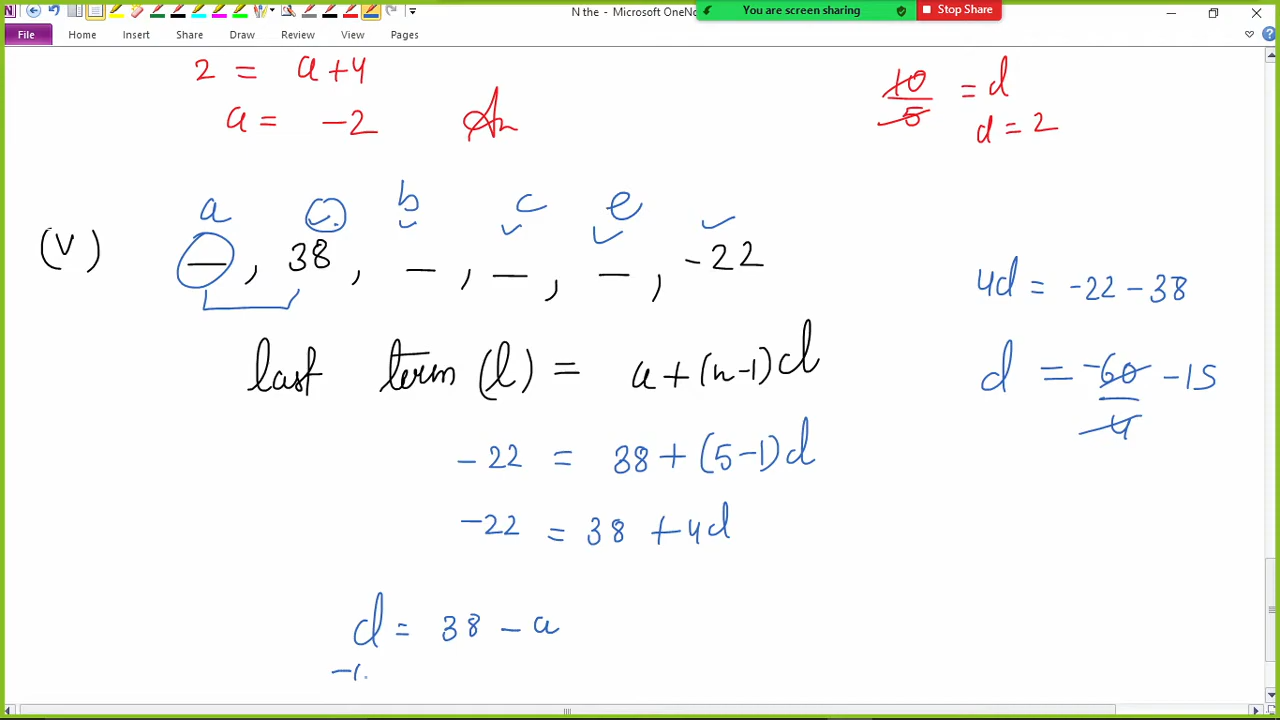 N the - Microsoft OneNo
You are screen sharing
Stop Share
File Home Insert Share Draw Review View Pages
2 = a+4
a = -2 An
10/5 = d
d = 2
a b c e
(V) _, 38, _, _, _, -22
last term (l) = a+(n-1)d
-22 = 38+(5-1)d
-22 = 38 +4d
4d = -22-38
d = -60/4 -15
d = 38 - a
-1